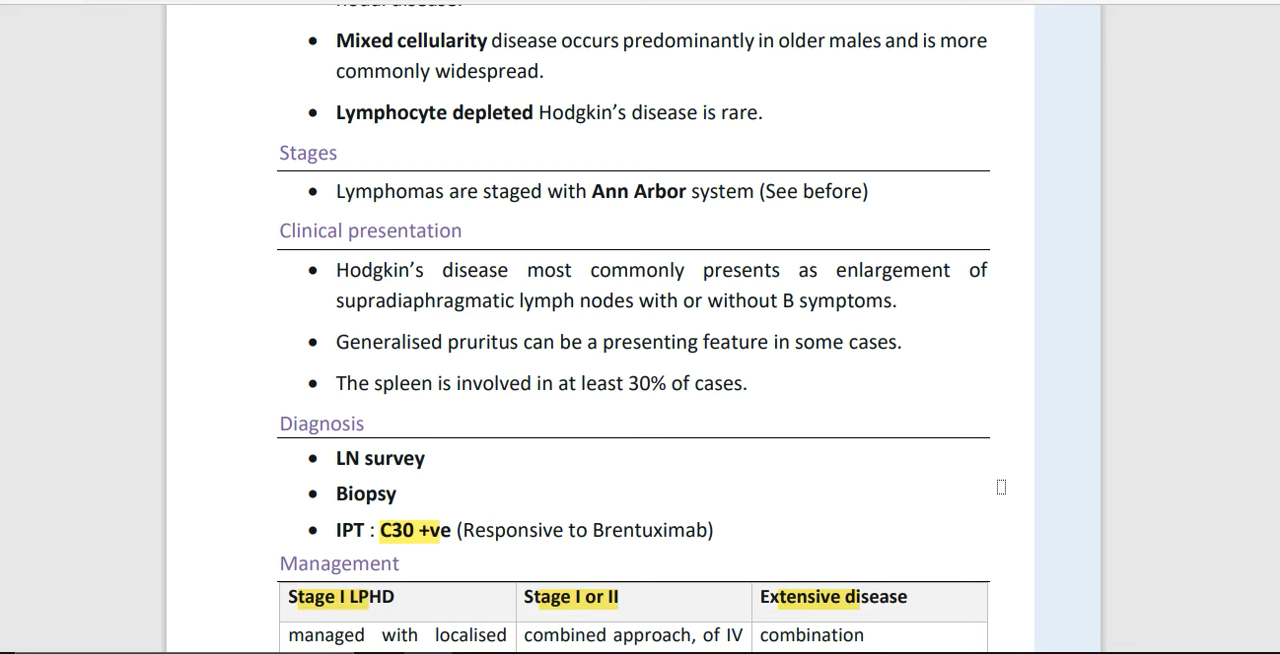 nodal disease.
• Mixed cellularity disease occurs predominantly in older males and is more
commonly widespread.
• Lymphocyte depleted Hodgkin’s disease is rare.
Stages
• Lymphomas are staged with Ann Arbor system (See before)
Clinical presentation
• Hodgkin’s disease most commonly presents as enlargement of
supradiaphragmatic lymph nodes with or without B symptoms.
• Generalised pruritus can be a presenting feature in some cases.
• The spleen is involved in at least 30% of cases.
Diagnosis
• LN survey
• Biopsy
• IPT : C30 +ve (Responsive to Brentuximab)
Management
Stage I LPHD
Stage I or II
Extensive disease
managed with localised
combined approach, of IV
combination